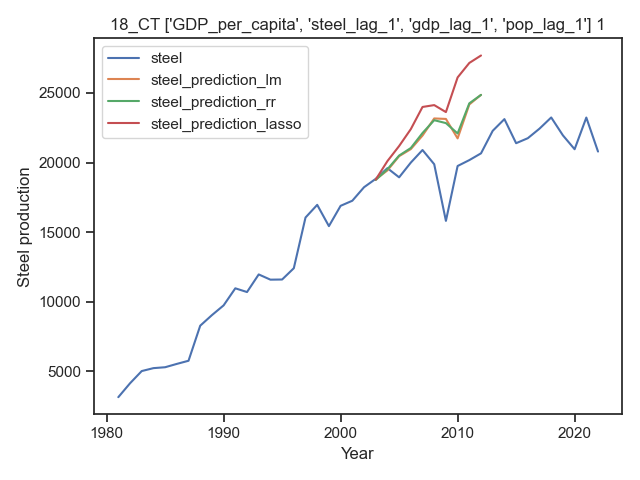 18_CT ['GDP_per_capita', 'steel_lag_1', 'gdp_lag_1', 'pop_lag_1'] 1
steel
steel_prediction_lm
steel_prediction_rr
steel_prediction_lasso
Steel production
25000
20000
15000
10000
5000
1980
1990
2000
2010
2020
Year